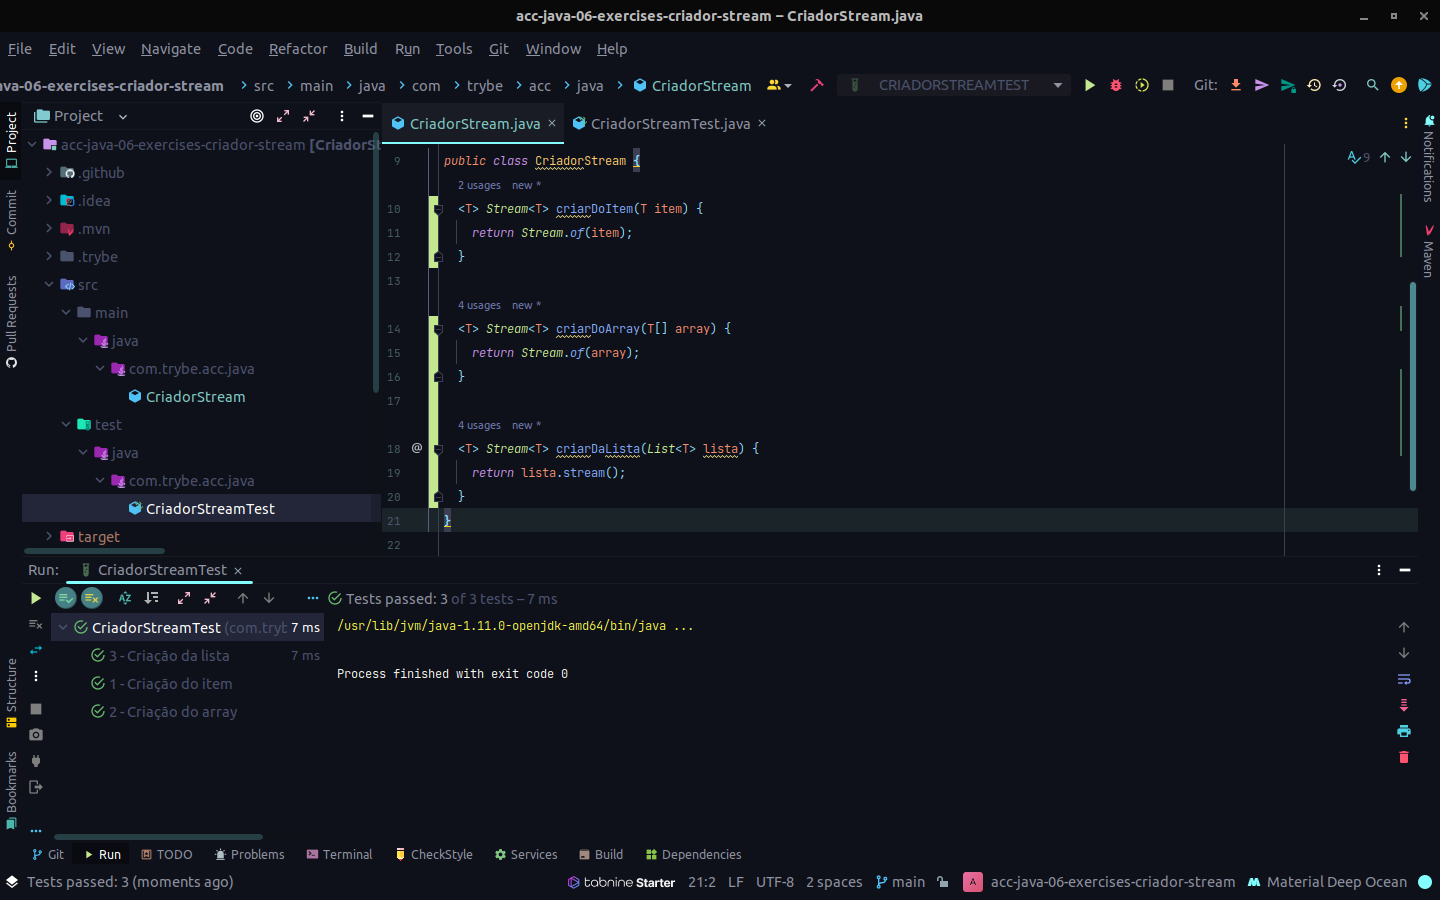 acc-java-06-exercises-criador-stream – CriadorStream.java
File Edit View Navigate Code Refactor Build Run Tools Git Window Help
ava-06-exercises-criador-stream src main java com trybe acc java CriadorStream CRIADORSTREAMTEST Git:
Project
Project
Commit
Pull Requests
Structure
Bookmarks
acc-java-06-exercises-criador-stream [CriadorSt
.github
.idea
.mvn
.trybe
src
main
java
com.trybe.acc.java
CriadorStream
test
java
com.trybe.acc.java
CriadorStreamTest
target
CriadorStream.java CriadorStreamTest.java
9 public class CriadorStream {
2 usages new *
10 <T> Stream<T> criarDoItem(T item) {
11 return Stream.of(item);
12 }
13
4 usages new *
14 <T> Stream<T> criarDoArray(T[] array) {
15 return Stream.of(array);
16 }
17
4 usages new *
18 @ <T> Stream<T> criarDaLista(List<T> lista) {
19 return lista.stream();
20 }
21 }
22
9
Notifications
Maven
Run: CriadorStreamTest
Tests passed: 3 of 3 tests – 7 ms
CriadorStreamTest (com.tryb 7 ms
3 - Criação da lista 7 ms
1 - Criação do item
2 - Criação do array
/usr/lib/jvm/java-1.11.0-openjdk-amd64/bin/java ...
Process finished with exit code 0
Git Run TODO Problems Terminal CheckStyle Services Build Dependencies
Tests passed: 3 (moments ago) tabnine Starter 21:2 LF UTF-8 2 spaces main A acc-java-06-exercises-criador-stream Material Deep Ocean